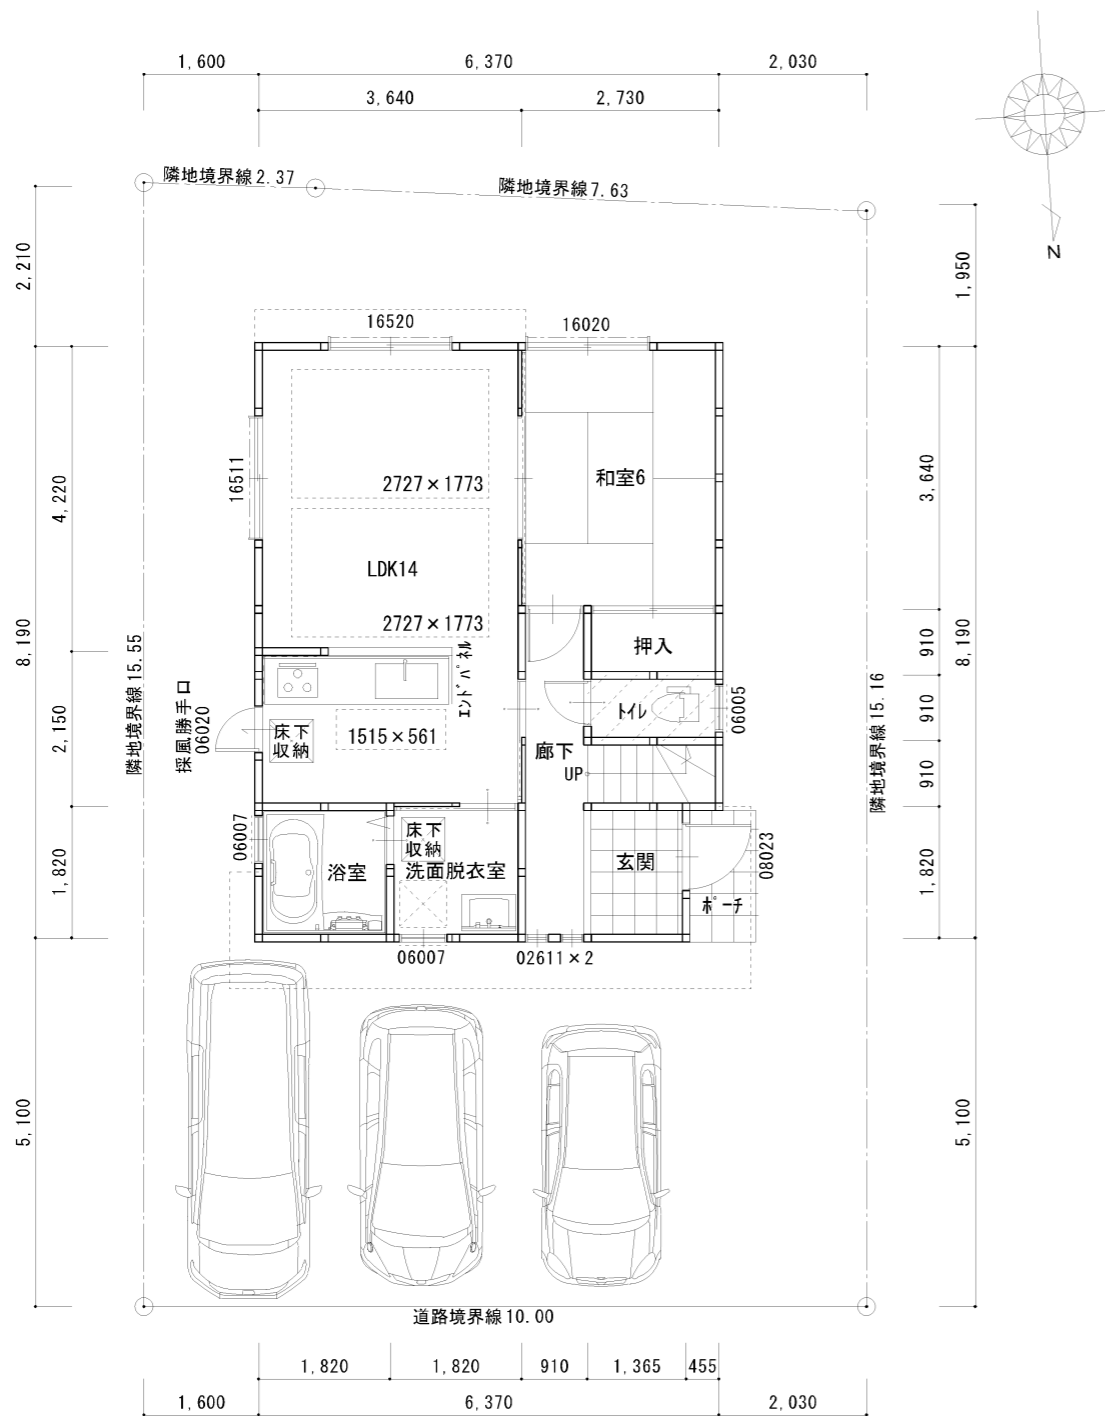 1,600
6,370
2,030
3,640
2,730
隣地境界線2.37
隣地境界線7.63
N
2,210
1,950
16520
16020
16511
2727×1773
和室6
4,220
3,640
LDK14
2727×1773
8,190
910
8,190
押入
エンドパネル
隣地境界線15.55
採風勝手口
06020
2,150
床下
収納
1515×561
トイレ
06005
910
廊下
UP
隣地境界線15.16
910
06007
床下
収納
浴室
洗面脱衣室
玄関
08023
ポーチ
1,820
1,820
06007
02611×2
5,100
5,100
道路境界線10.00
1,820
1,820
910
1,365
455
1,600
6,370
2,030